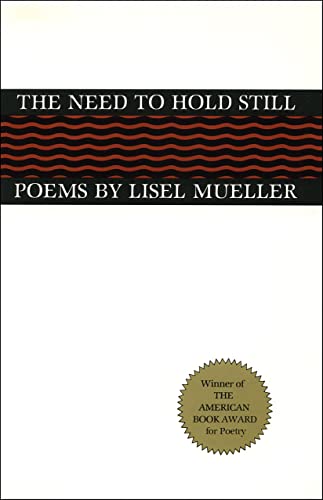 THE NEED TO HOLD STILL
POEMS BY LISEL MUELLER
Winner of
THE
AMERICAN
BOOK AWARD
for Poetry